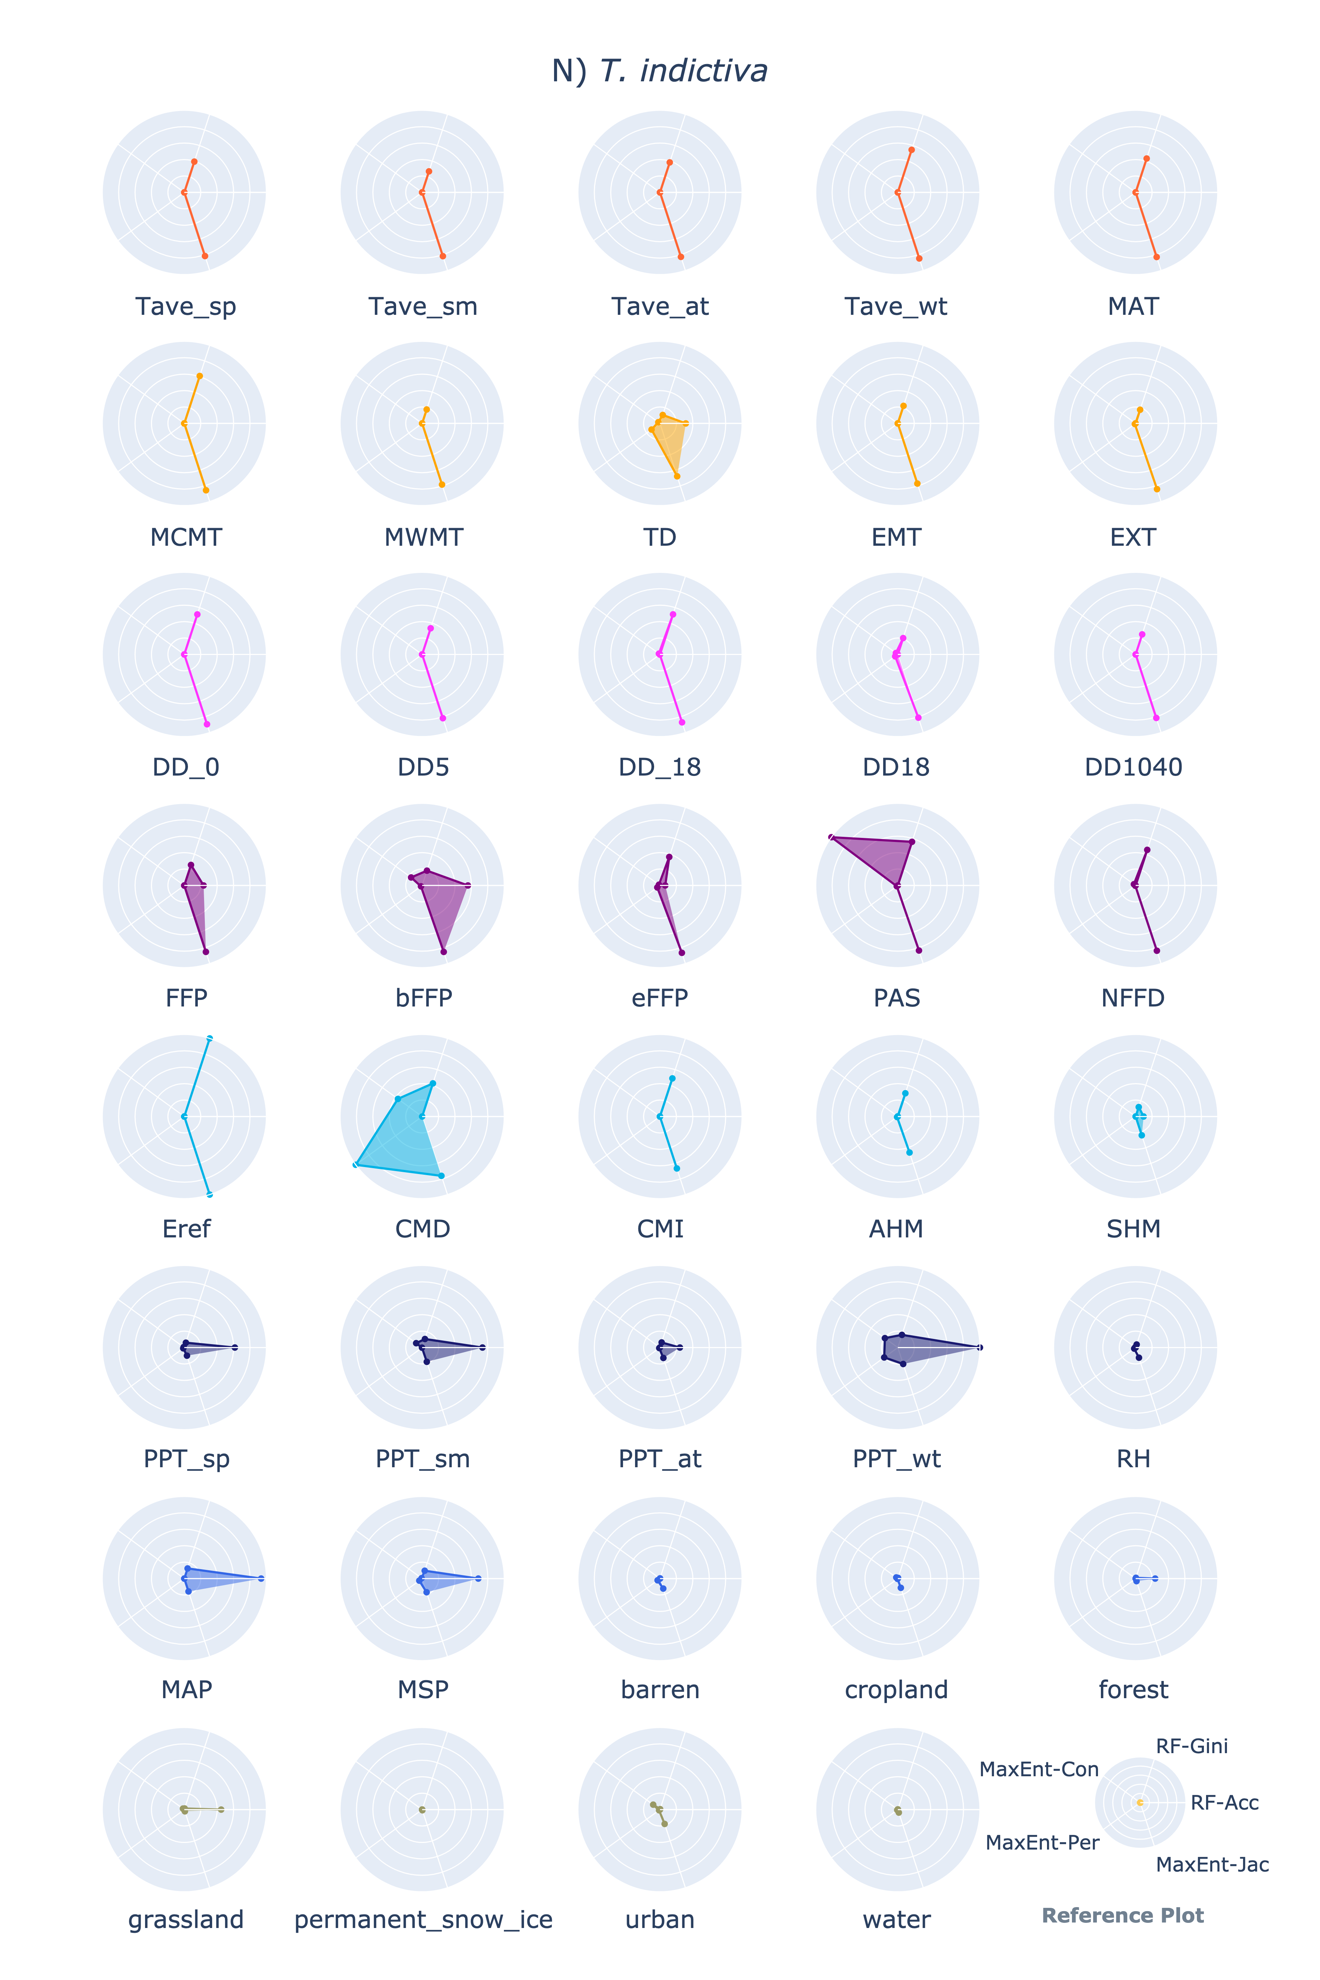 N) T. indictiva
Tave_sp Tave_sm Tave_at Tave_wt MAT
MCMT MWMT TD EMT EXT
DD_0 DD5 DD_18 DD18 DD1040
FFP bFFP eFFP PAS NFFD
Eref CMD CMI AHM SHM
PPT_sp PPT_sm PPT_at PPT_wt RH
MAP MSP barren cropland forest
RF-Gini
MaxEnt-Con
RF-Acc
MaxEnt-Per
MaxEnt-Jac
grassland permanent_snow_ice urban water Reference Plot